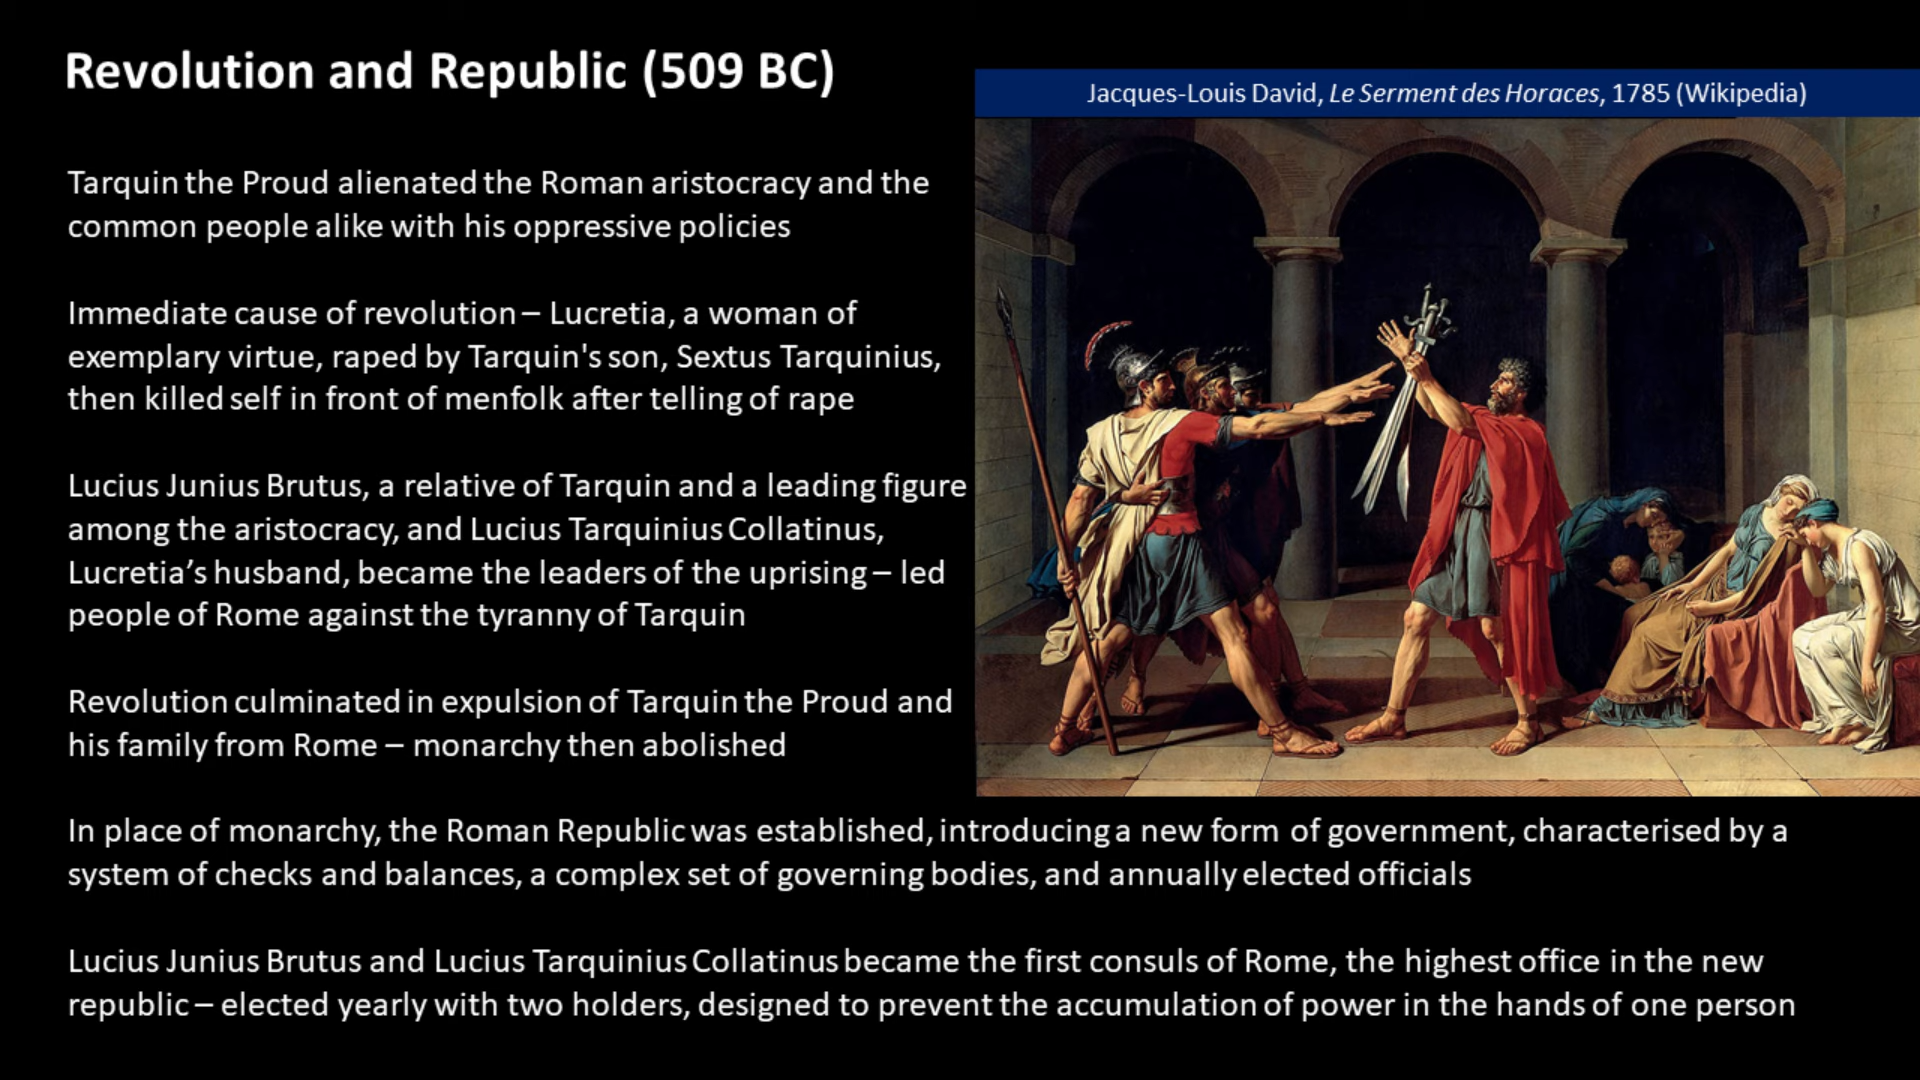 Revolution and Republic (509 BC)
Jacques-Louis David, Le Serment des Horaces, 1785 (Wikipedia)
Tarquin the Proud alienated the Roman aristocracy and the
common people alike with his oppressive policies
Immediate cause of revolution – Lucretia, a woman of
exemplary virtue, raped by Tarquin's son, Sextus Tarquinius,
then killed self in front of menfolk after telling of rape
Lucius Junius Brutus, a relative of Tarquin and a leading figure
among the aristocracy, and Lucius Tarquinius Collatinus,
Lucretia’s husband, became the leaders of the uprising – led
people of Rome against the tyranny of Tarquin
Revolution culminated in expulsion of Tarquin the Proud and
his family from Rome – monarchy then abolished
In place of monarchy, the Roman Republic was established, introducing a new form of government, characterised by a
system of checks and balances, a complex set of governing bodies, and annually elected officials
Lucius Junius Brutus and Lucius Tarquinius Collatinus became the first consuls of Rome, the highest office in the new
republic – elected yearly with two holders, designed to prevent the accumulation of power in the hands of one person